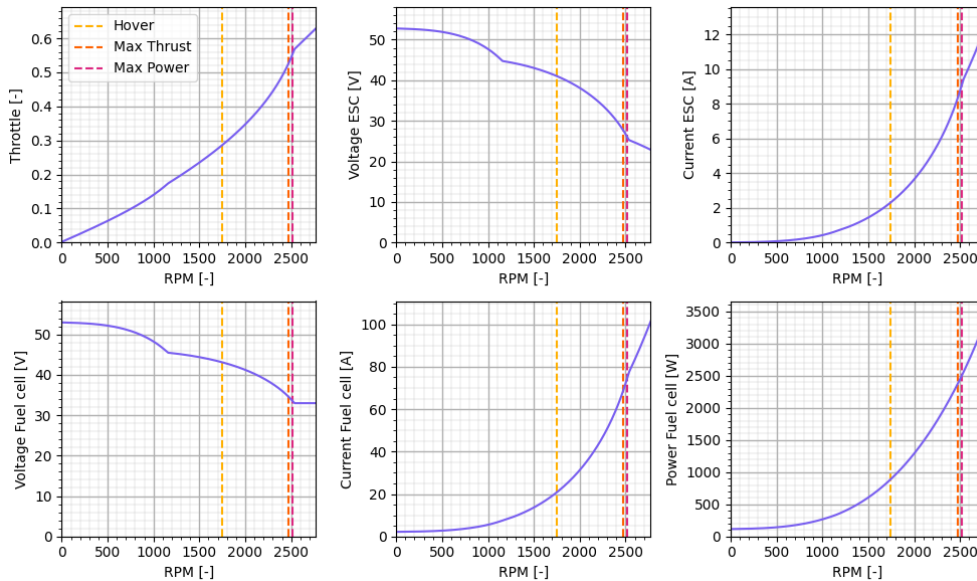 Throttle [-]
0.6
0.5
0.4
0.3
0.2
0.1
0.0
Hover
Max Thrust
Max Power
0 500 1000 1500 2000 2500
RPM [-]
Voltage ESC [V]
50
40
30
20
10
0
0 500 1000 1500 2000 2500
RPM [-]
Current ESC [A]
12
10
8
6
4
2
0
0 500 1000 1500 2000 2500
RPM [-]
Voltage Fuel cell [V]
50
40
30
20
10
0
0 500 1000 1500 2000 2500
RPM [-]
Current Fuel cell [A]
100
80
60
40
20
0
0 500 1000 1500 2000 2500
RPM [-]
Power Fuel cell [W]
3500
3000
2500
2000
1500
1000
500
0
0 500 1000 1500 2000 2500
RPM [-]